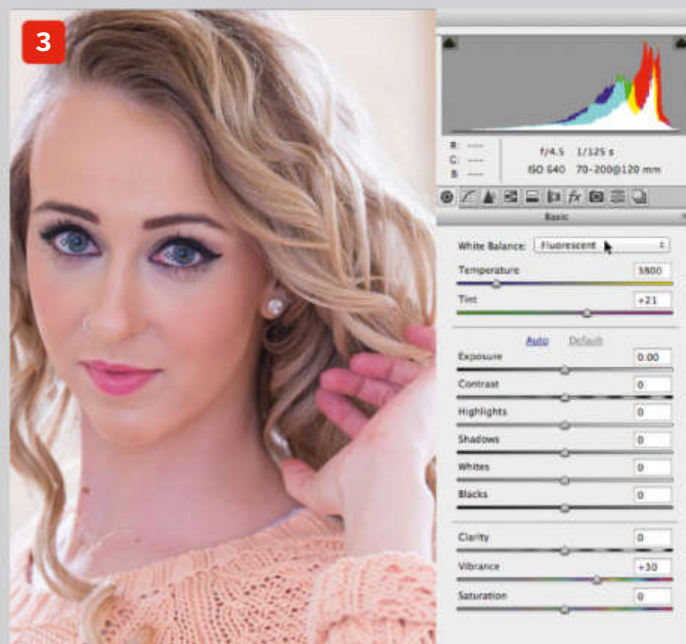 3
R: ---
G: ---
B: ---
f/4.5 1/125 s
ISO 640 70-200@120 mm
fx
Basic
White Balance: Fluorescent
Temperature 3800
Tint +21
Auto Default
Exposure 0.00
Contrast 0
Highlights 0
Shadows 0
Whites 0
Blacks 0
Clarity 0
Vibrance +30
Saturation 0